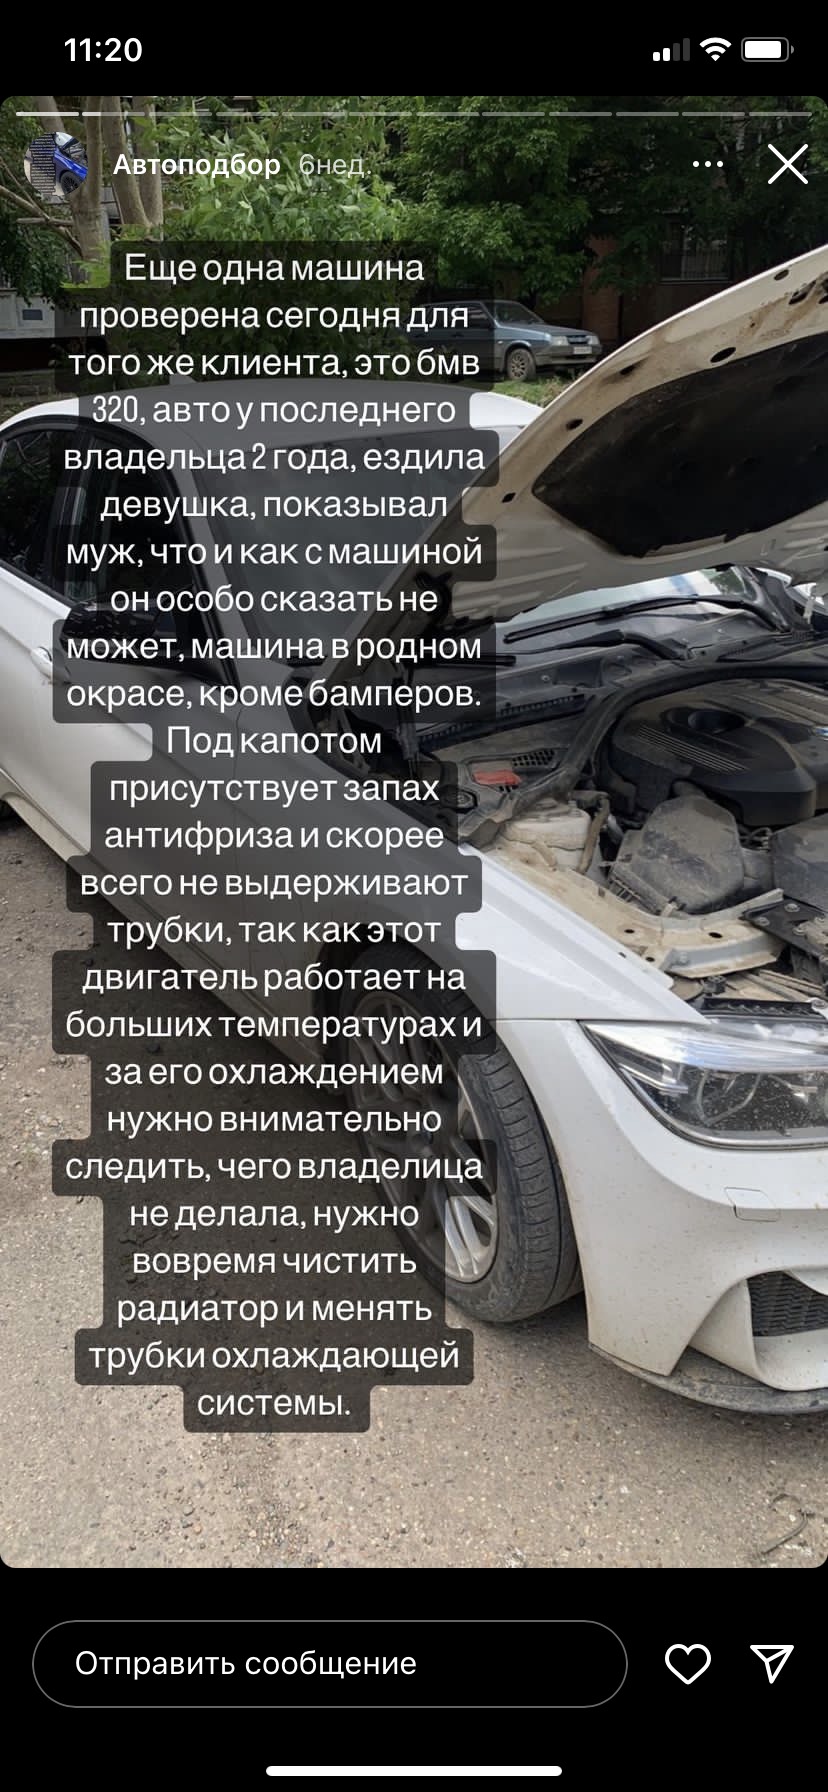 11:20
Автоподбор 6нед.
Еще одна машина
проверена сегодня для
того же клиента, это бмв
320, авто у последнего
владельца 2 года, ездила
девушка, показывал
муж, что и как с машиной
он особо сказать не
может, машина в родном
окрасе, кроме бамперов.
Под капотом
присутствует запах
антифриза и скорее
всего не выдерживают
трубки, так как этот
двигатель работает на
больших температурах и
за его охлаждением
нужно внимательно
следить, чего владелица
не делала, нужно
вовремя чистить
радиатор и менять
трубки охлаждающей
системы.
Отправить сообщение